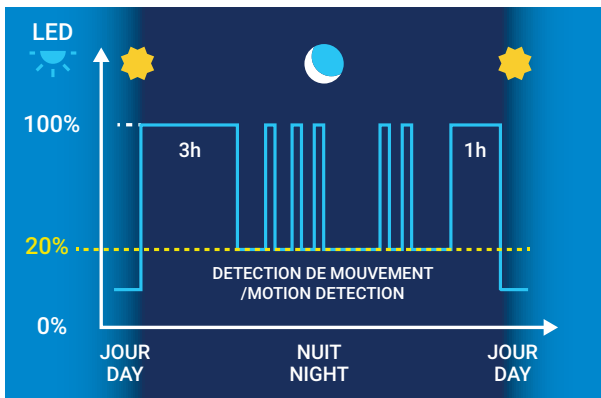 LED
100%
3h
1h
20%
DETECTION DE MOUVEMENT
/MOTION DETECTION
0%
JOUR
DAY
NUIT
NIGHT
JOUR
DAY